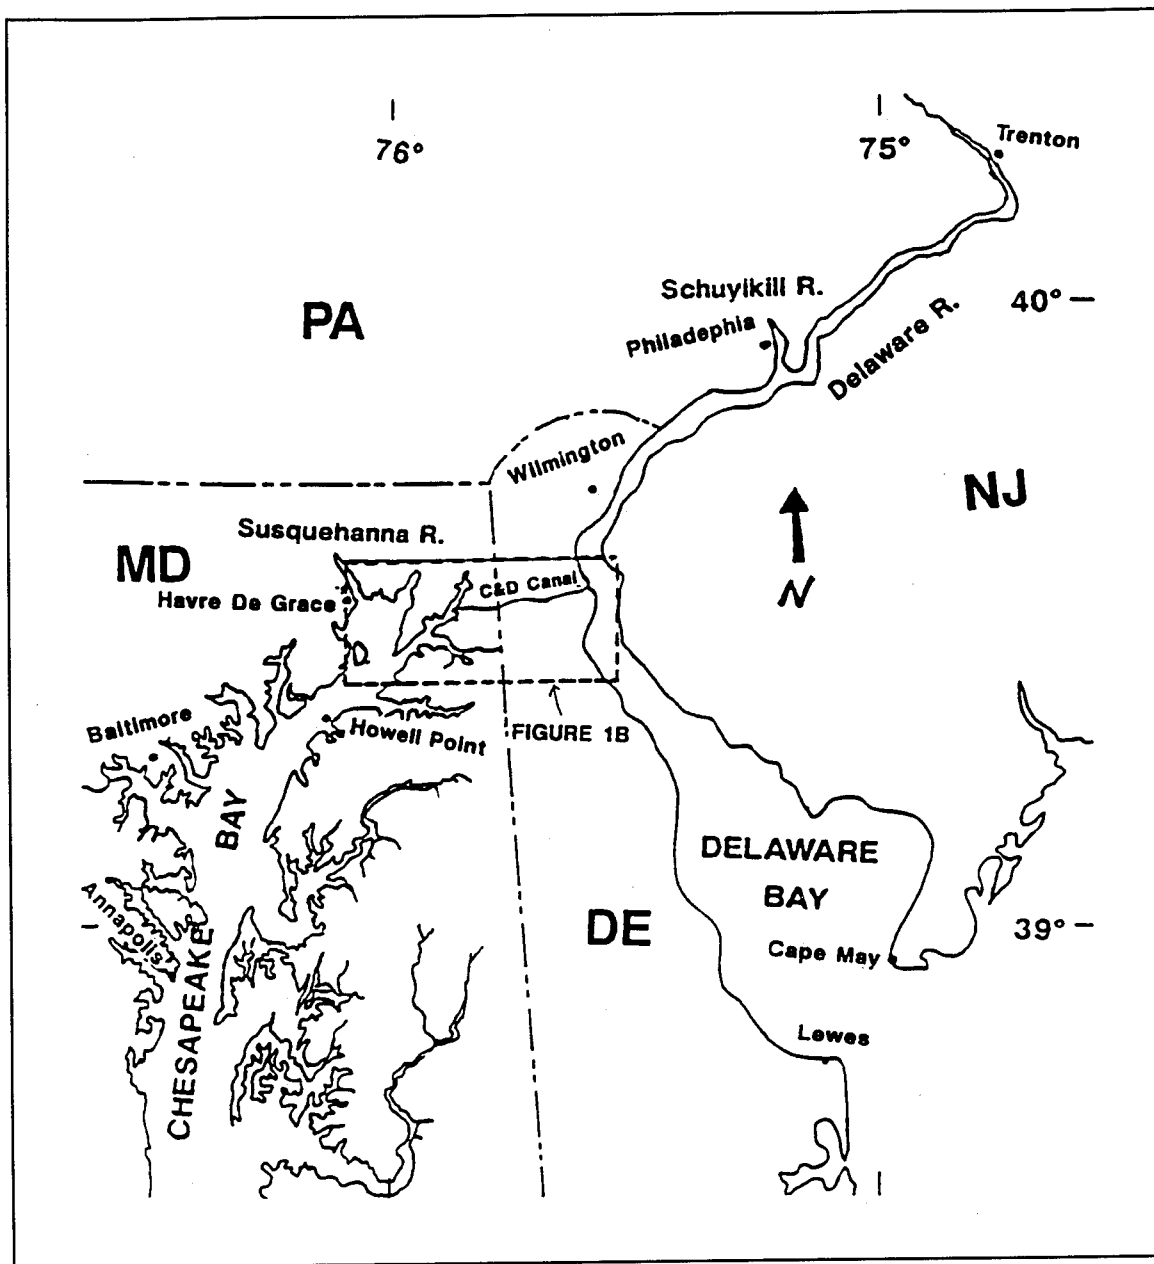 76°
75°
Trenton
Schuylkill R.
40°
PA
Philadephia
Delaware R.
Wilmington
NJ
Susquehanna R.
MD
C&D Canal
N
Havre De Grace
Baltimore
Howell Point
FIGURE 1B
BAY
DELAWARE
BAY
Annapolis
DE
39°
Cape May
CHESAPEAKE
Lewes